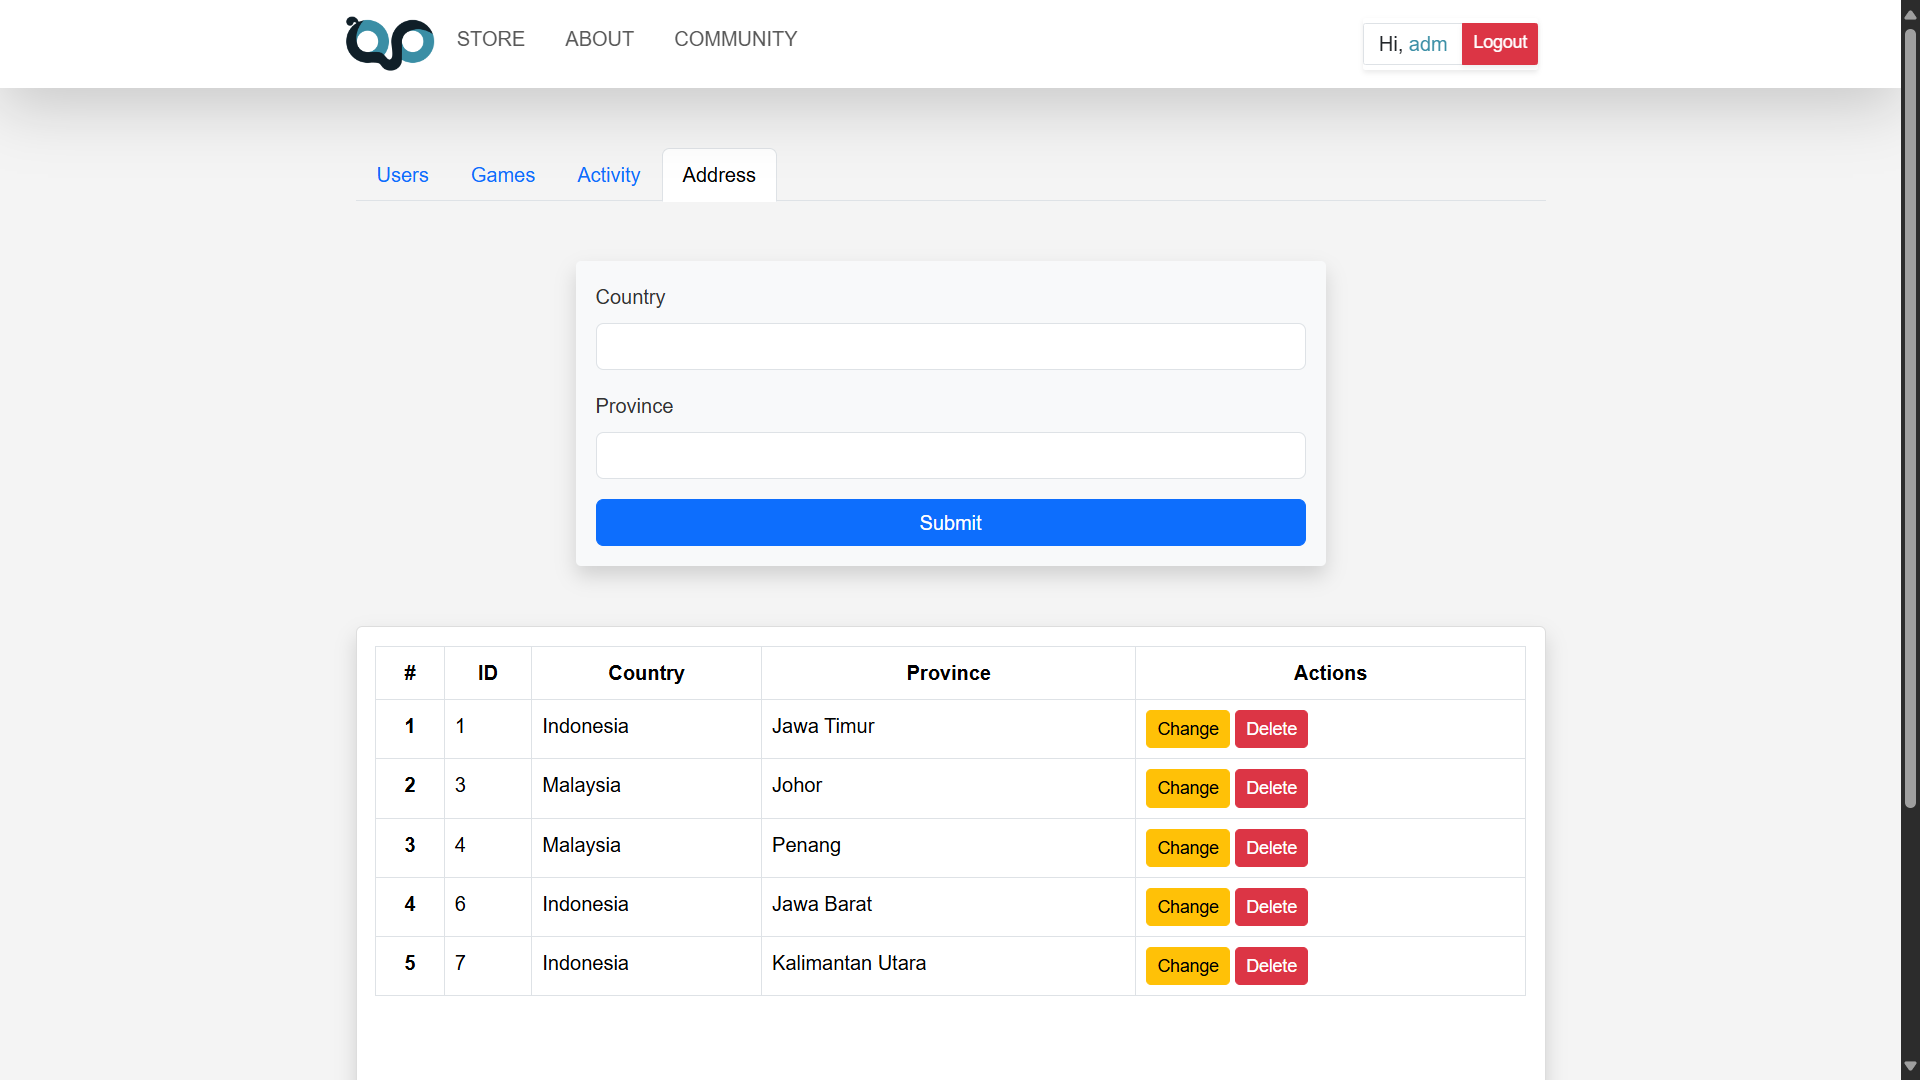 STORE ABOUT COMMUNITY Hi, adm Logout
Users Games Activity Address
Country
Province
Submit
# ID Country Province Actions
1 1 Indonesia Jawa Timur Change Delete
2 3 Malaysia Johor Change Delete
3 4 Malaysia Penang Change Delete
4 6 Indonesia Jawa Barat Change Delete
5 7 Indonesia Kalimantan Utara Change Delete